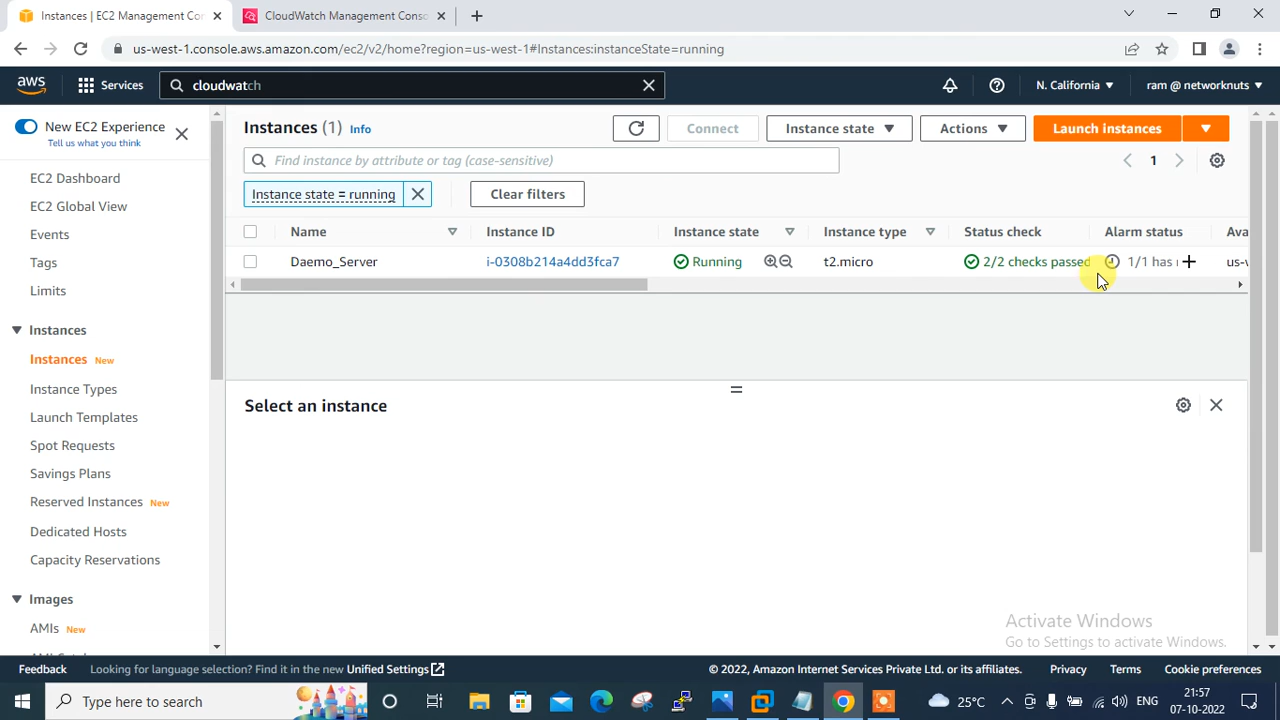 Instances | EC2 Management Con
CloudWatch Management Conso
us-west-1.console.aws.amazon.com/ec2/v2/home?region=us-west-1#Instances:instanceState=running
aws
Services
cloudwatch
N. California
ram @ networknuts
New EC2 Experience
Tell us what you think
EC2 Dashboard
EC2 Global View
Events
Tags
Limits
Instances
Instances New
Instance Types
Launch Templates
Spot Requests
Savings Plans
Reserved Instances New
Dedicated Hosts
Capacity Reservations
Images
AMIs New
Instances (1) Info
Connect
Instance state
Actions
Launch instances
Find instance by attribute or tag (case-sensitive)
1
Instance state = running
Clear filters
Name Instance ID Instance state Instance type Status check Alarm status Ava
Daemo_Server i-0308b214a4dd3fca7 Running t2.micro 2/2 checks passed 1/1 has us-
Select an instance
Activate Windows
Go to Settings to activate Windows.
Feedback Looking for language selection? Find it in the new Unified Settings © 2022, Amazon Internet Services Private Ltd. or its affiliates. Privacy Terms Cookie preferences
Type here to search
25°C
ENG
21:57
07-10-2022